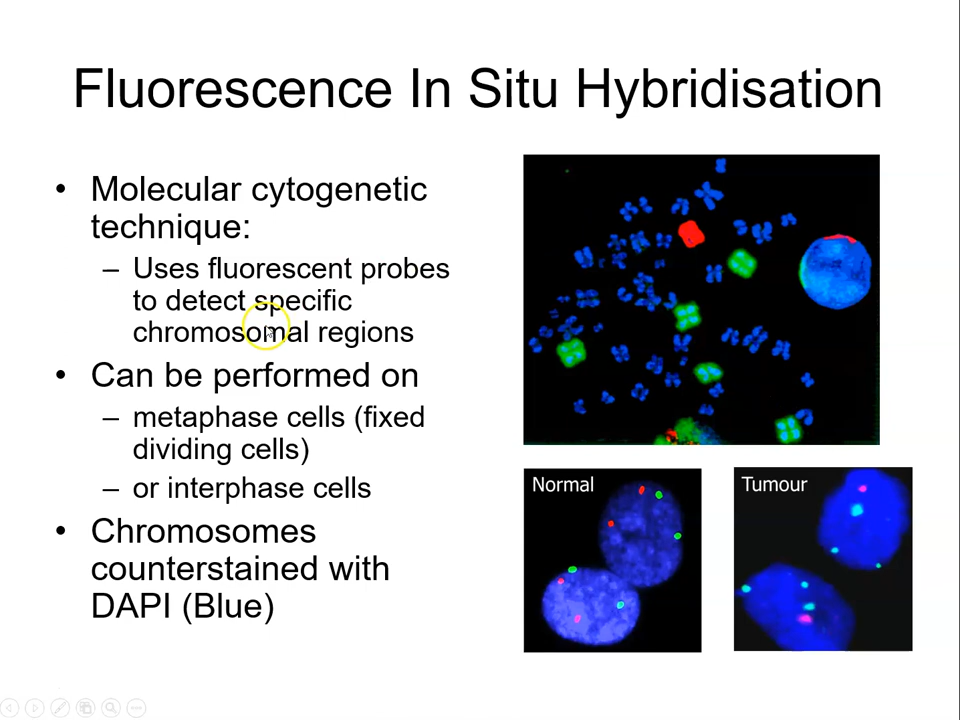 Fluorescence In Situ Hybridisation
• Molecular cytogenetic
technique:
– Uses fluorescent probes
to detect specific
chromosomal regions
• Can be performed on
– metaphase cells (fixed
dividing cells)
– or interphase cells
• Chromosomes
counterstained with
DAPI (Blue)
Normal
Tumour